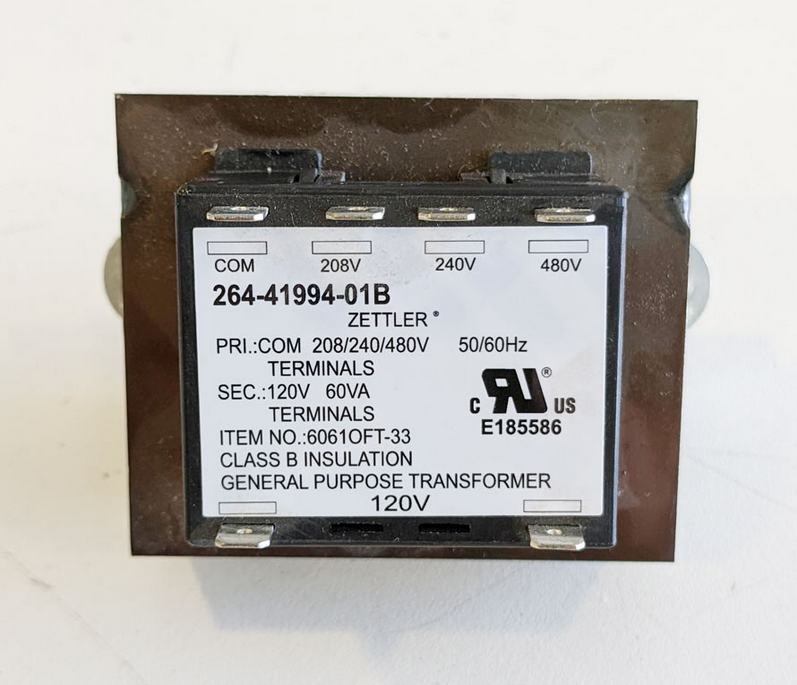 COM 208V 240V 480V
264-41994-01B
ZETTLER ®
PRI.:COM 208/240/480V 50/60Hz
TERMINALS
SEC.:120V 60VA
TERMINALS
C RU ® US
E185586
ITEM NO.:6061OFT-33
CLASS B INSULATION
GENERAL PURPOSE TRANSFORMER
120V